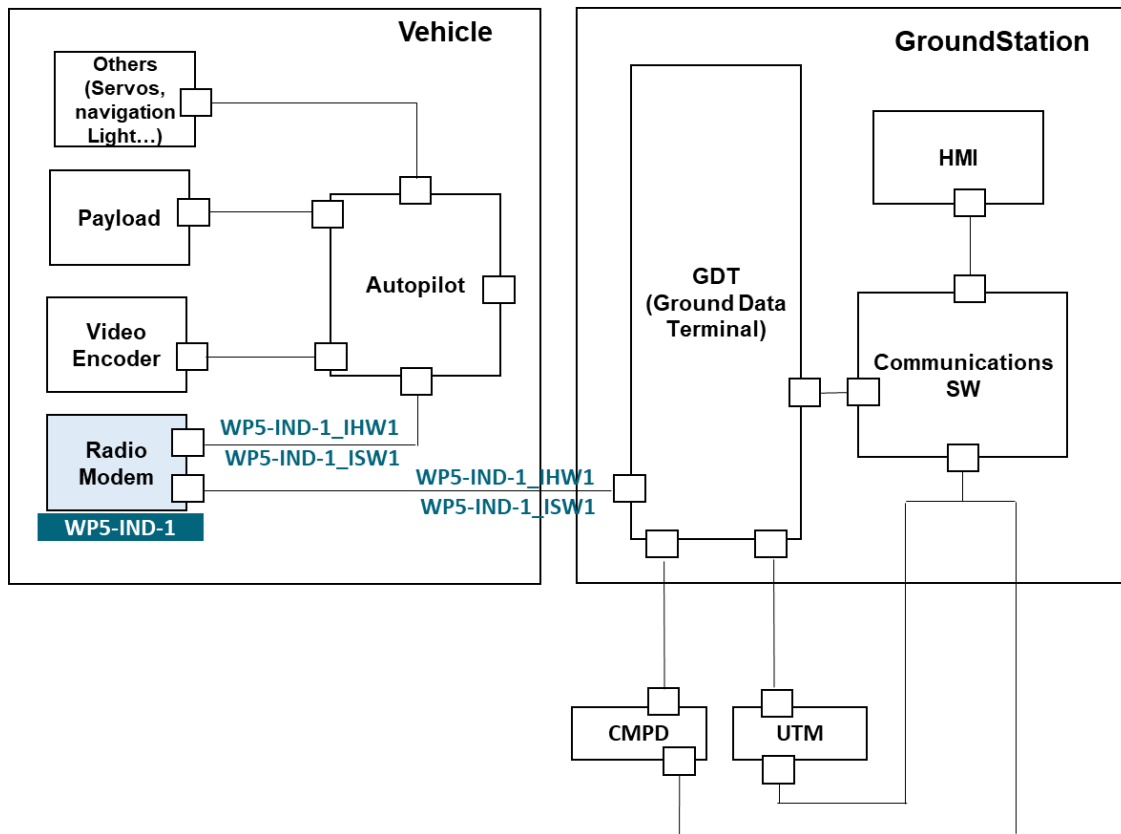 Vehicle
Others
(Servos,
navigation
Light…)
Payload
Autopilot
Video
Encoder
Radio
Modem
WP5-IND-1
WP5-IND-1_IHW1
WP5-IND-1_ISW1
WP5-IND-1_IHW1
WP5-IND-1_ISW1
GroundStation
GDT
(Ground Data
Terminal)
HMI
Communications
SW
CMPD
UTM